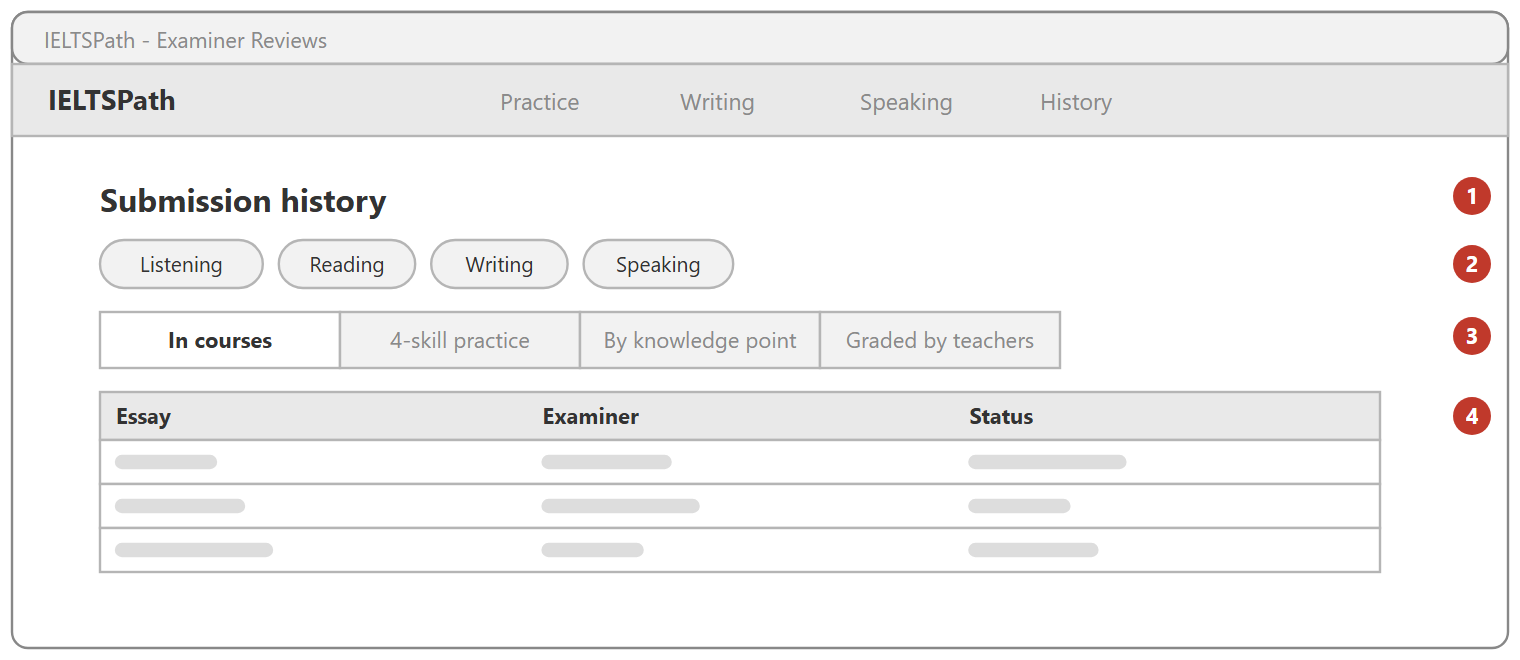 IELTSPath - Examiner Reviews
IELTSPath Practice Writing Speaking History
Submission history 1
Listening Reading Writing Speaking 2
In courses 4-skill practice By knowledge point Graded by teachers 3
Essay Examiner Status 4